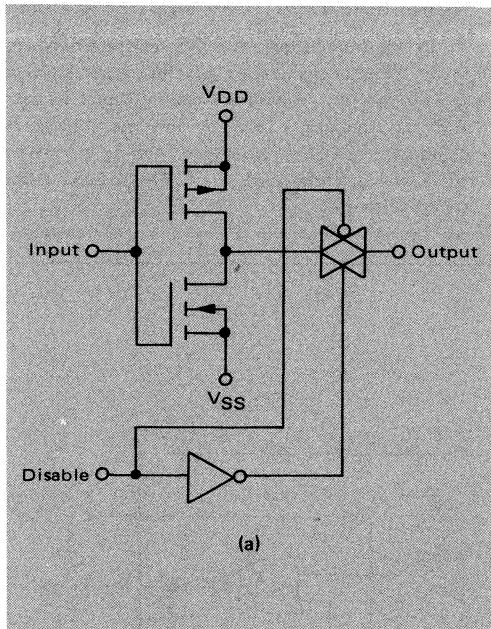 VDD
Input
Output
VSS
Disable
(a)